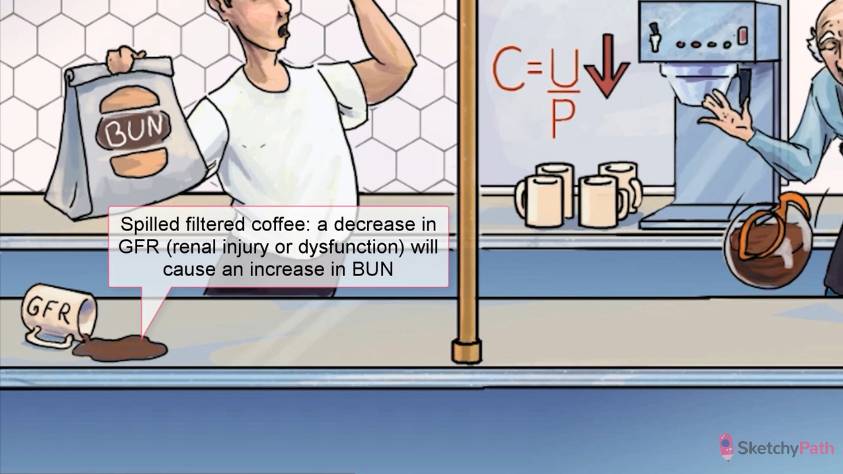 BUN
C=U
P
Spilled filtered coffee: a decrease in
GFR (renal injury or dysfunction) will
cause an increase in BUN
GFR
SketchyPath